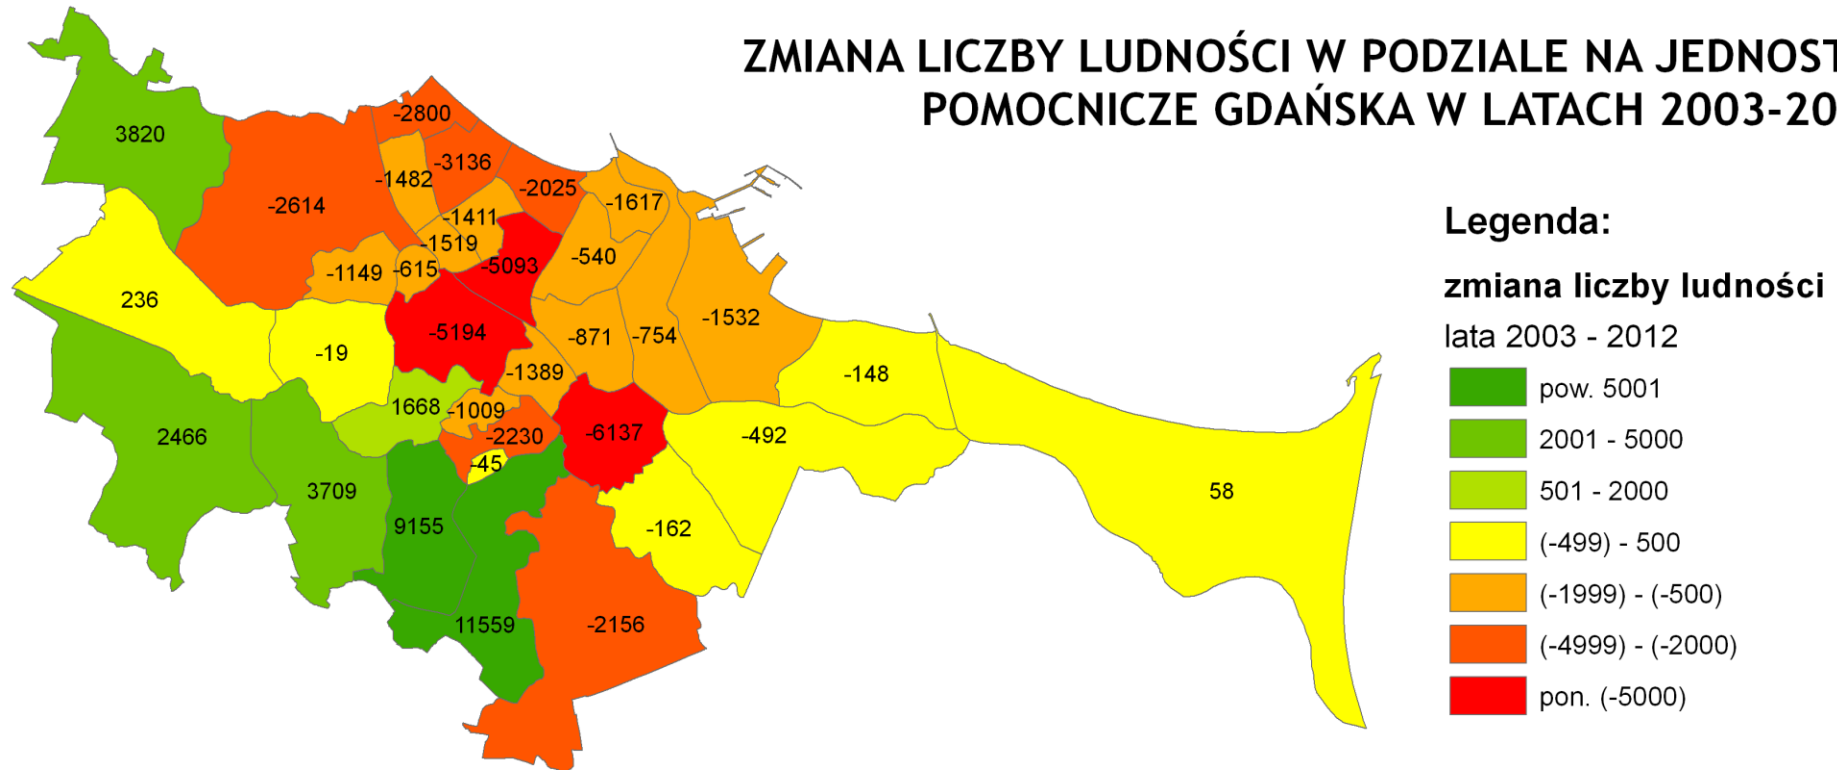 ZMIANA LICZBY LUDNOŚCI W PODZIALE NA JEDNOST
POMOCNICZE GDAŃSKA W LATACH 2003-20
3820
-2800
-3136
-1482
-2025
-2614
-1617
-1411
-1519
-540
-5093
-1149
-615
236
-1532
-5194
-871
-754
-19
-1389
-148
1668
-1009
2466
-2230
-6137
-492
-45
3709
58
9155
-162
11559
-2156
Legenda:
zmiana liczby ludności
lata 2003 - 2012
pow. 5001
2001 - 5000
501 - 2000
(-499) - 500
(-1999) - (-500)
(-4999) - (-2000)
pon. (-5000)